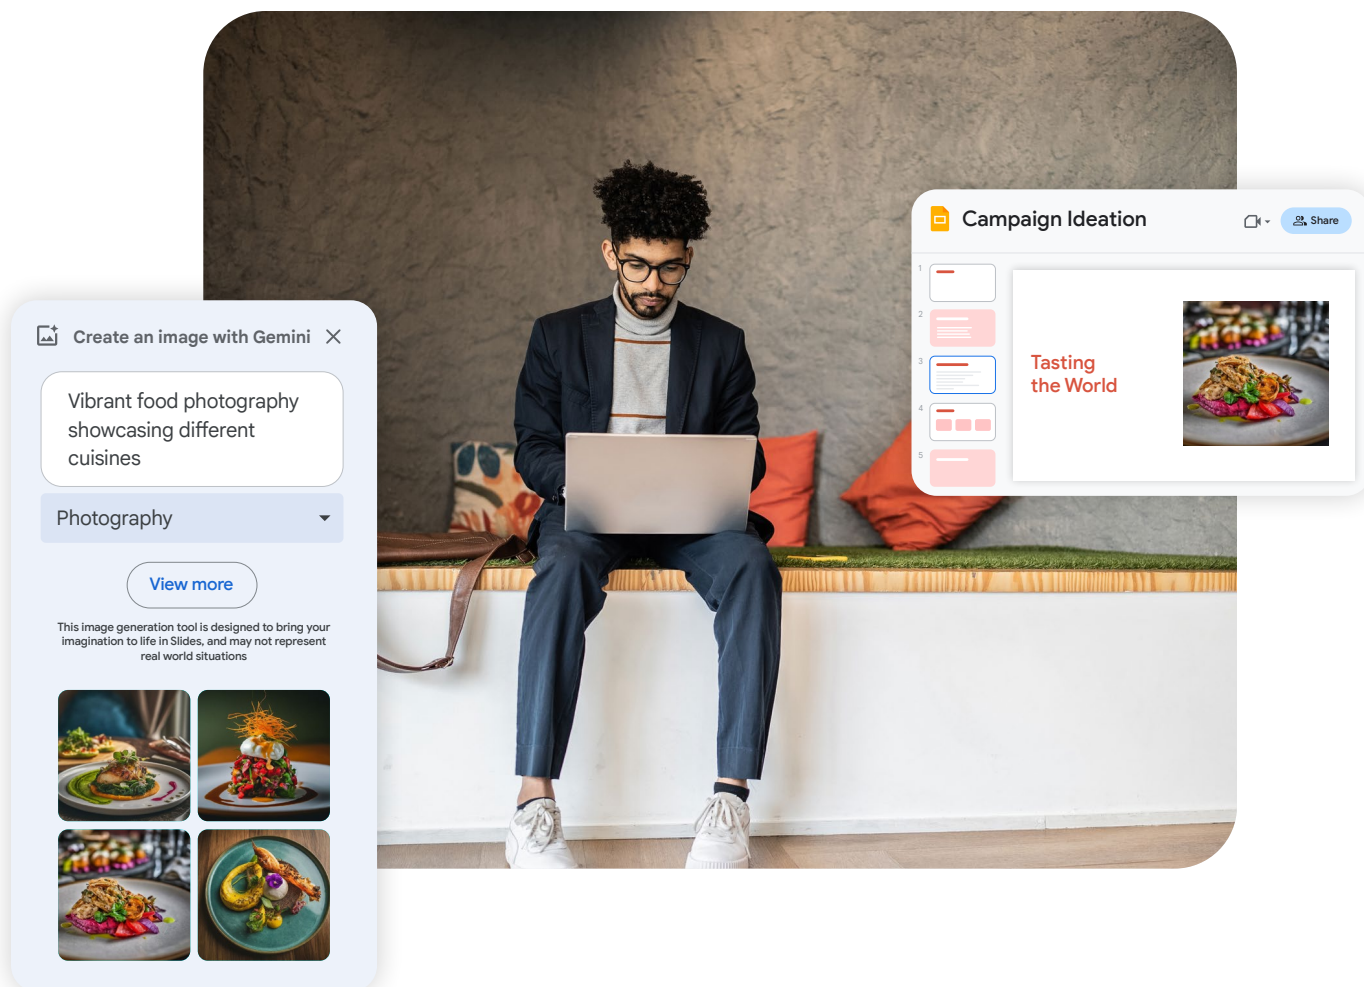 Campaign Ideation
Share
1
2
3
4
5
Tasting
the World
Create an image with Gemini
Vibrant food photography
showcasing different
cuisines
Photography
View more
This image generation tool is designed to bring your
imagination to life in Slides, and may not represent
real world situations